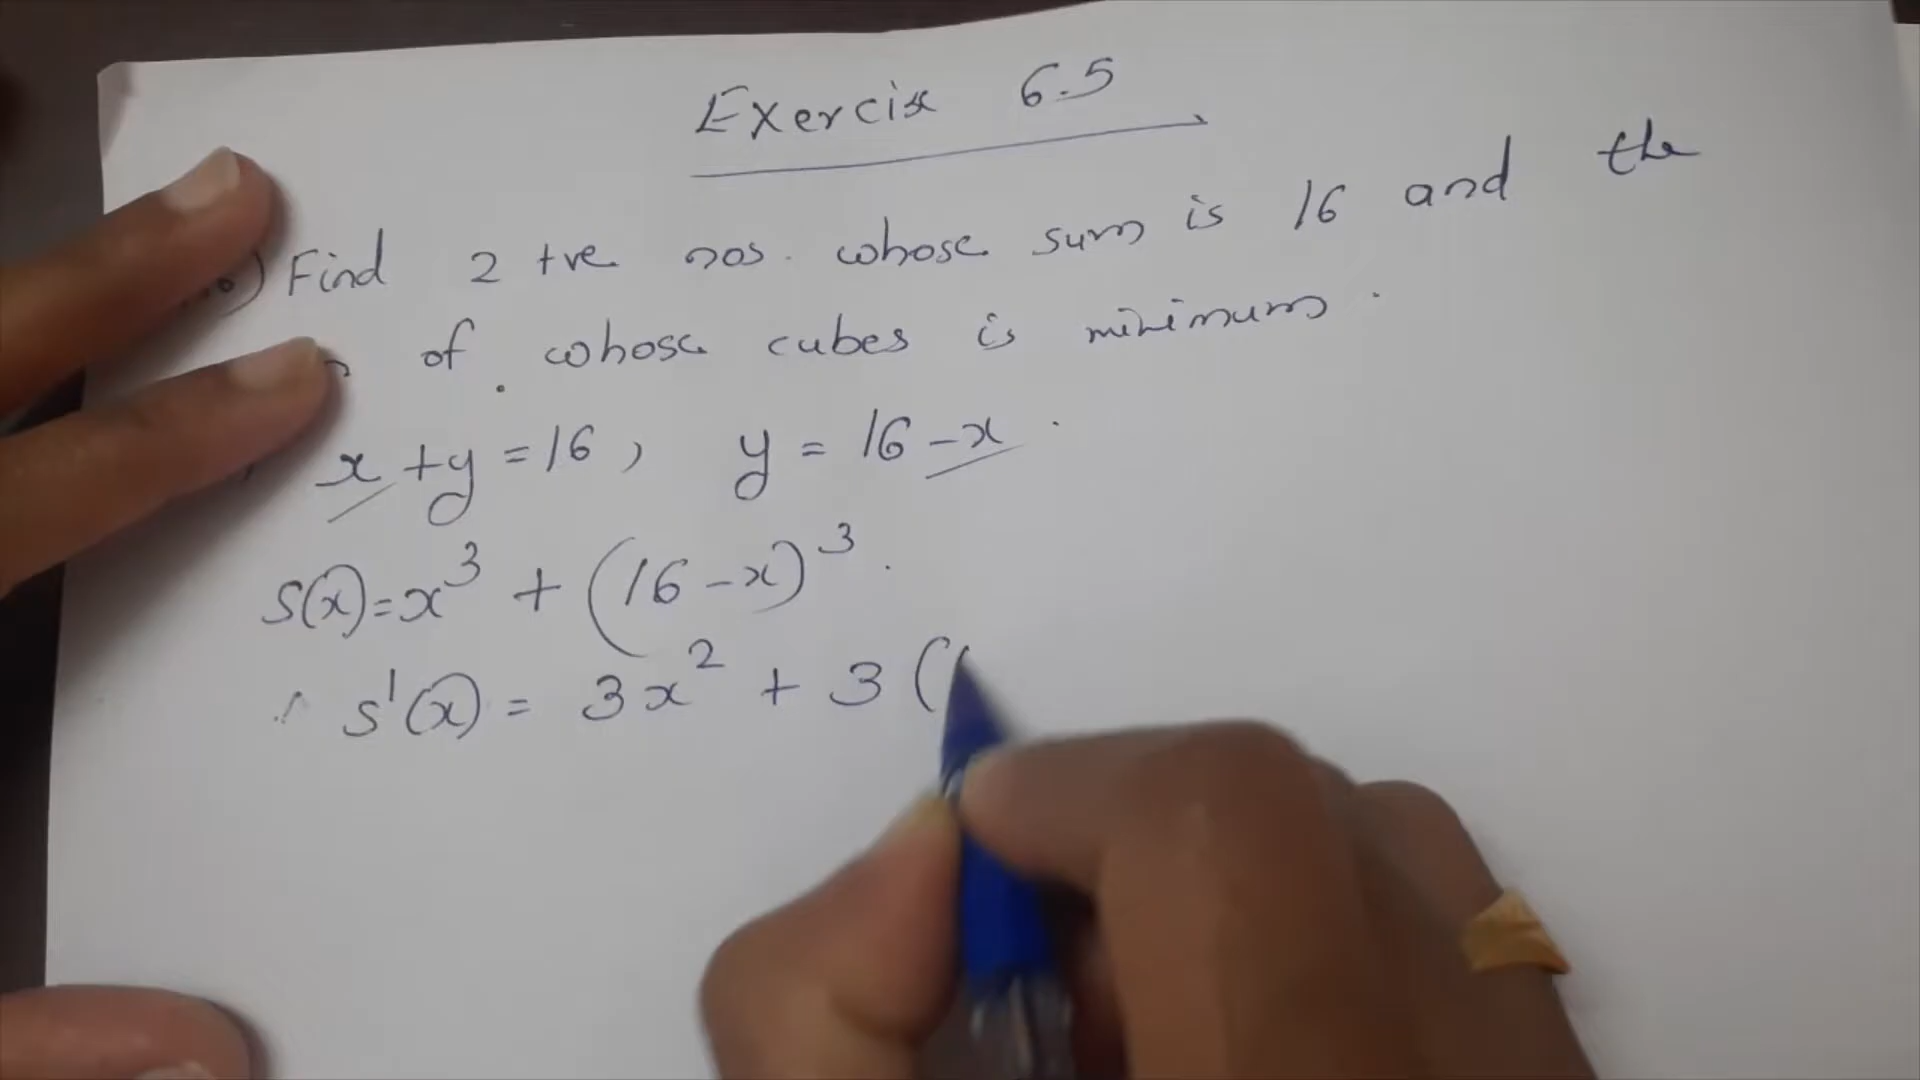 Exercise 6.5
Find 2 +ve nos. whose sum is 16 and the
of whose cubes is minimum.
x + y = 16, y = 16 - x.
S(x) = x³ + (16 - x)³.
S'(x) = 3x² + 3 (